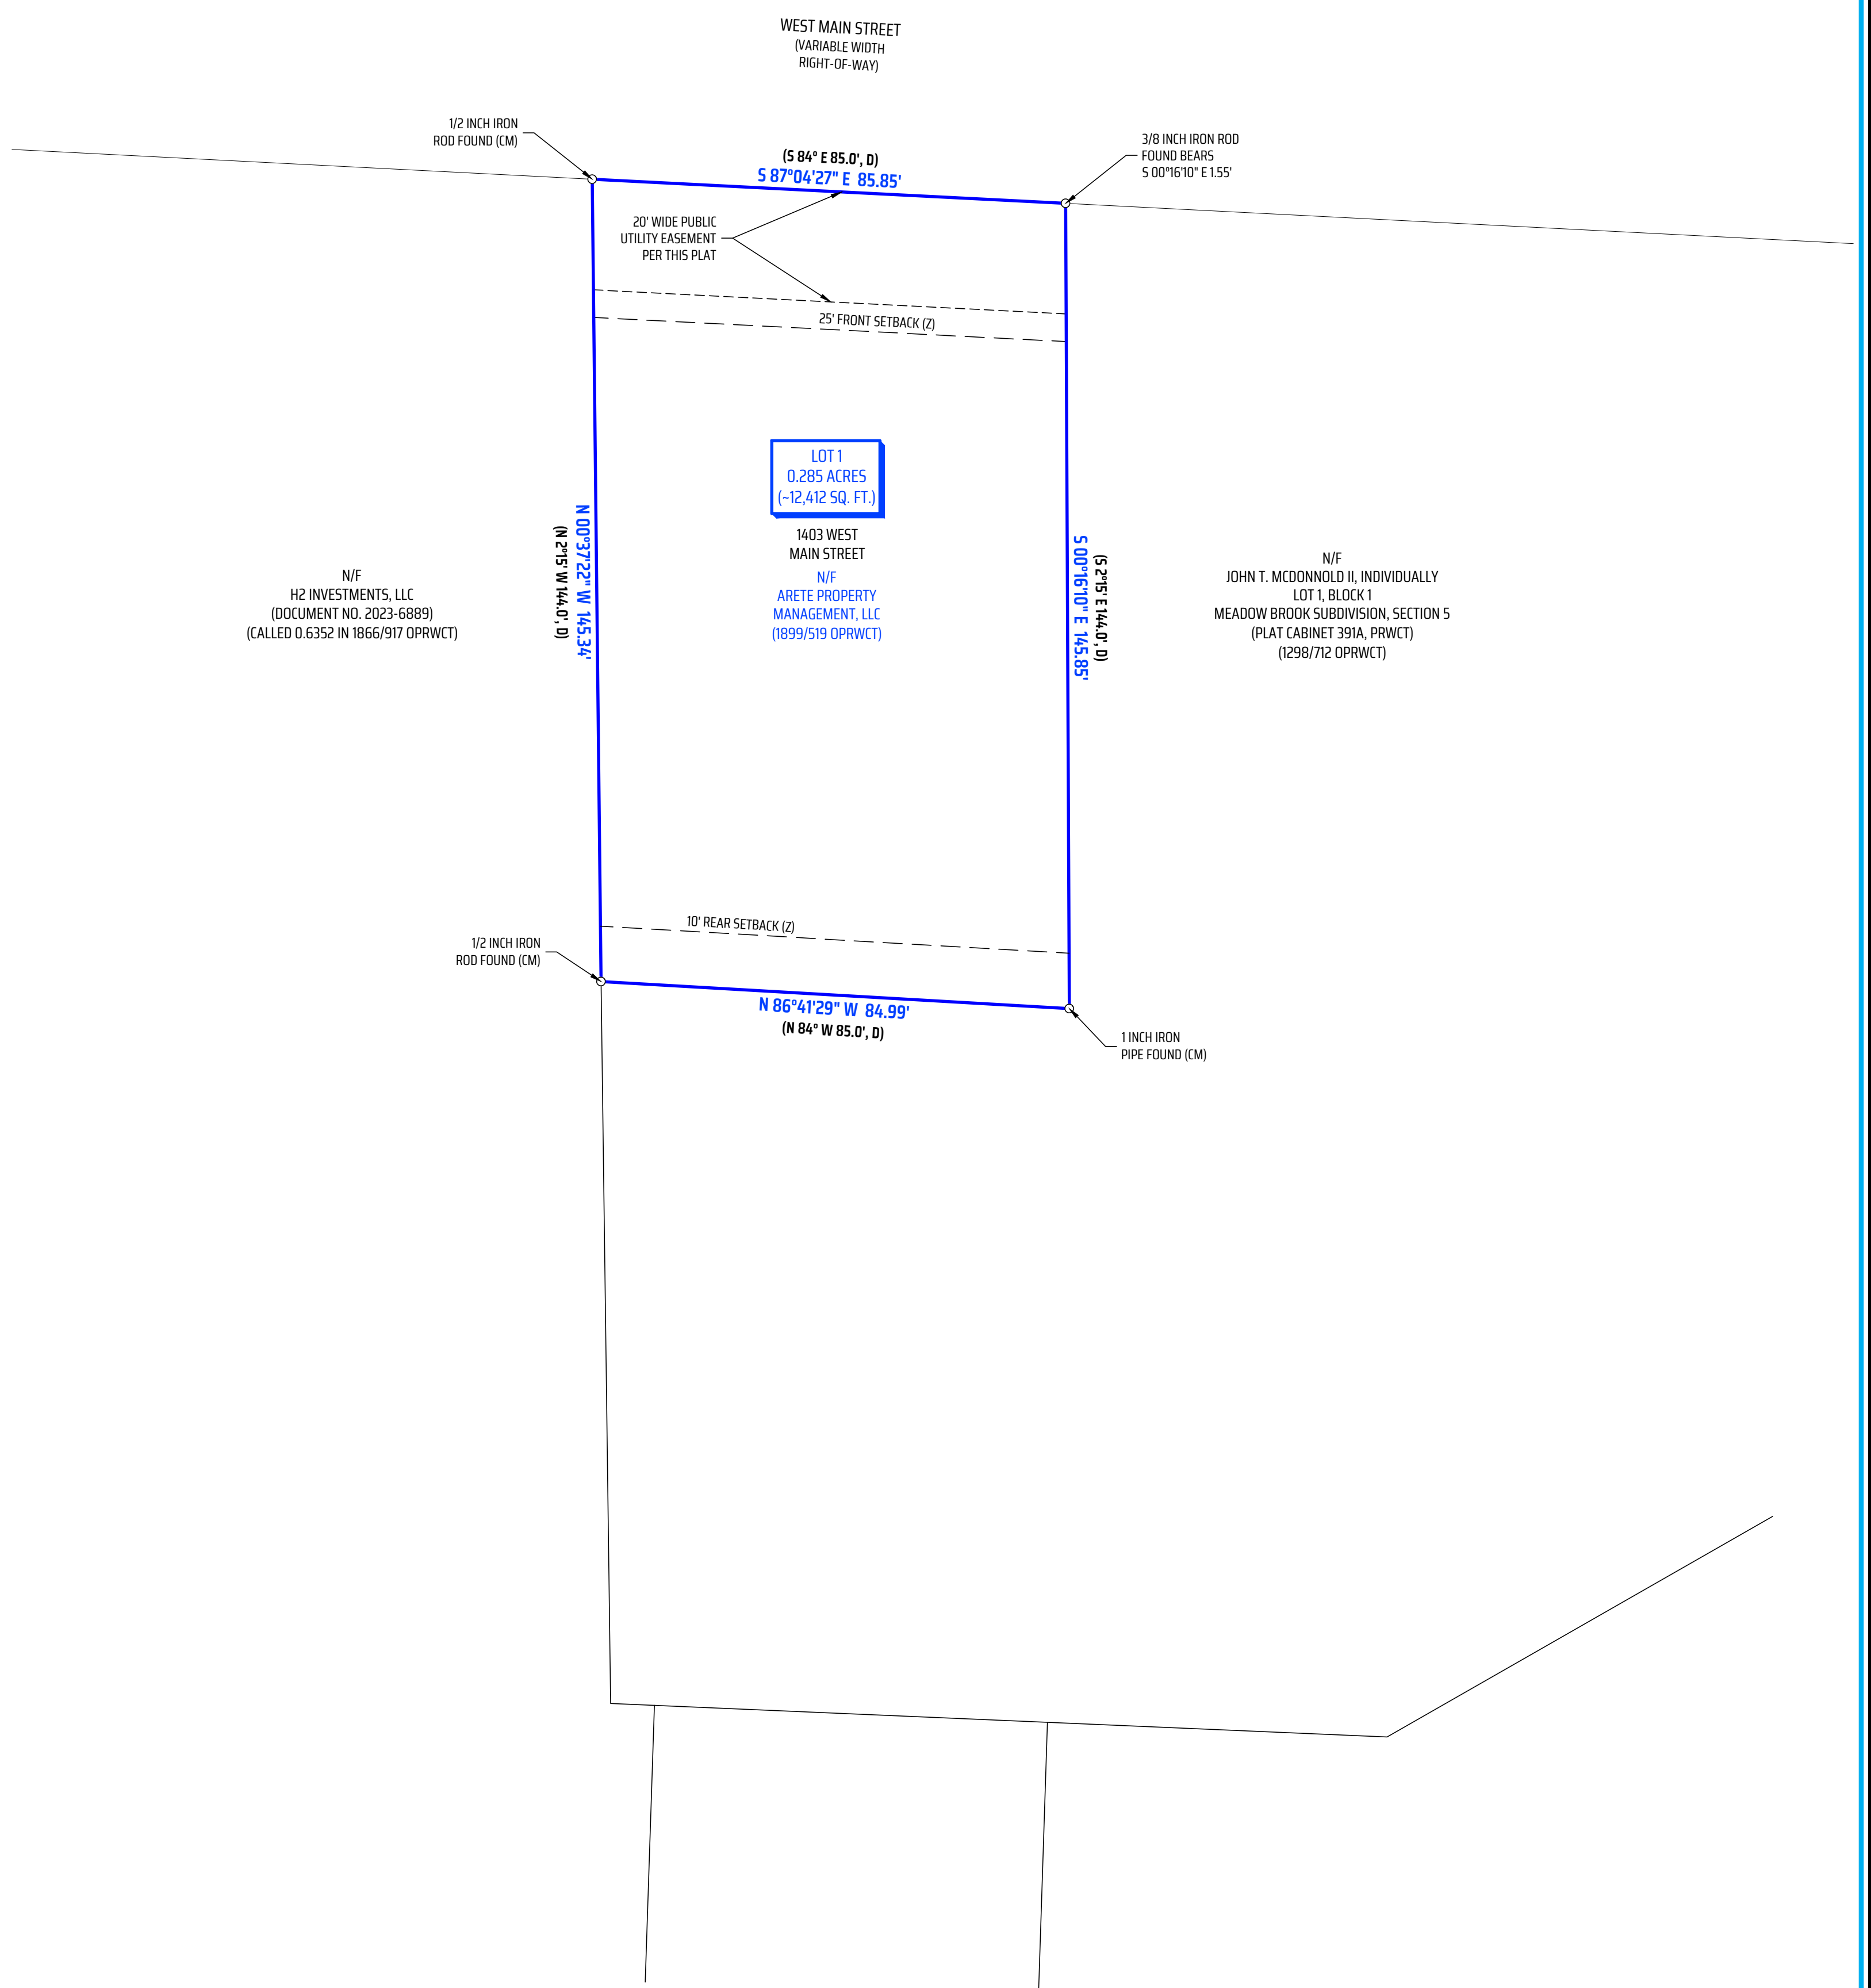 WEST MAIN STREET
(VARIABLE WIDTH
RIGHT-OF-WAY)
1/2 INCH IRON
ROD FOUND (CM)
3/8 INCH IRON ROD
FOUND BEARS
S 00°16'10" E 1.55'
(S 84° E 85.0', D)
S 87°04'27" E 85.85'
20' WIDE PUBLIC
UTILITY EASEMENT
PER THIS PLAT
25' FRONT SETBACK (Z)
LOT 1
0.285 ACRES
(~12,412 SQ. FT.)
1403 WEST
MAIN STREET
N/F
ARETE PROPERTY
MANAGEMENT, LLC
(1899/519 OPRWCT)
N 00°37'22" W 145.34'
(N 2°15' W 144.0', D)
(S 2°15' E 144.0', D)
S 00°16'10" E 145.85'
N/F
H2 INVESTMENTS, LLC
(DOCUMENT NO. 2023-6889)
(CALLED 0.6352 IN 1866/917 OPRWCT)
N/F
JOHN T. MCDONNOLD II, INDIVIDUALLY
LOT 1, BLOCK 1
MEADOW BROOK SUBDIVISION, SECTION 5
(PLAT CABINET 391A, PRWCT)
(1298/712 OPRWCT)
10' REAR SETBACK (Z)
1/2 INCH IRON
ROD FOUND (CM)
N 86°41'29" W 84.99'
(N 84° W 85.0', D)
1 INCH IRON
PIPE FOUND (CM)